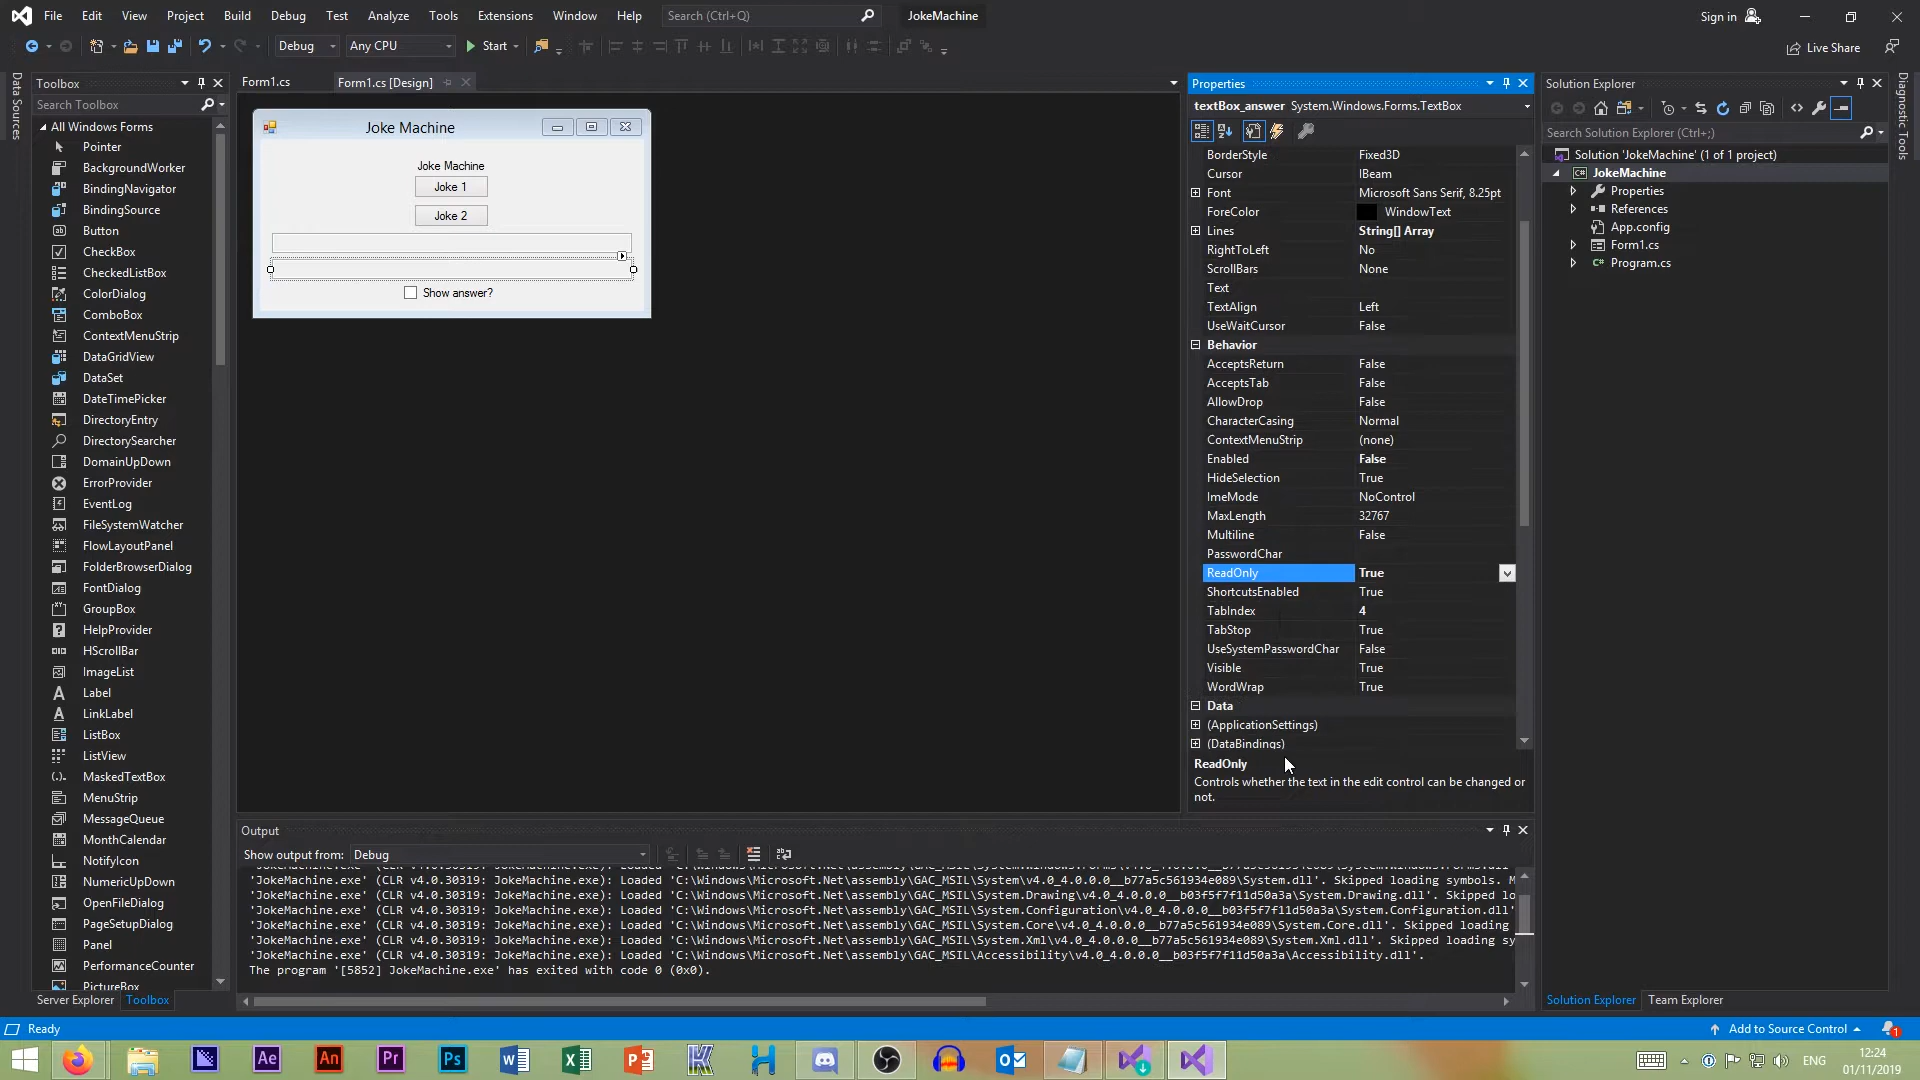 File Edit View Project Build Debug Test Analyze Tools Extensions Window Help Search (Ctrl+Q) JokeMachine Sign in
Debug Any CPU Start Live Share
Data Sources
Toolbox
Search Toolbox
All Windows Forms
Pointer
BackgroundWorker
BindingNavigator
BindingSource
Button
CheckBox
CheckedListBox
ColorDialog
ComboBox
ContextMenuStrip
DataGridView
DataSet
DateTimePicker
DirectoryEntry
DirectorySearcher
DomainUpDown
ErrorProvider
EventLog
FileSystemWatcher
FlowLayoutPanel
FolderBrowserDialog
FontDialog
GroupBox
HelpProvider
HScrollBar
ImageList
Label
LinkLabel
ListBox
ListView
MaskedTextBox
MenuStrip
MessageQueue
MonthCalendar
NotifyIcon
NumericUpDown
OpenFileDialog
PageSetupDialog
Panel
PerformanceCounter
PictureBox
Server Explorer Toolbox
Form1.cs Form1.cs [Design]
Joke Machine
Joke Machine
Joke 1
Joke 2
Show answer?
Properties
textBox_answer System.Windows.Forms.TextBox
BorderStyle Fixed3D
Cursor IBeam
Font Microsoft Sans Serif, 8.25pt
ForeColor WindowText
Lines String[] Array
RightToLeft No
ScrollBars None
Text
TextAlign Left
UseWaitCursor False
Behavior
AcceptsReturn False
AcceptsTab False
AllowDrop False
CharacterCasing Normal
ContextMenuStrip (none)
Enabled False
HideSelection True
ImeMode NoControl
MaxLength 32767
Multiline False
PasswordChar
ReadOnly True
ShortcutsEnabled True
TabIndex 4
TabStop True
UseSystemPasswordChar False
Visible True
WordWrap True
Data
(ApplicationSettings)
(DataBindings)
ReadOnly
Controls whether the text in the edit control can be changed or
not.
Solution Explorer
Search Solution Explorer (Ctrl+;)
Solution 'JokeMachine' (1 of 1 project)
JokeMachine
Properties
References
App.config
Form1.cs
Program.cs
Diagnostic Tools
Output
Show output from: Debug
'JokeMachine.exe' (CLR v4.0.30319: JokeMachine.exe): Loaded 'C:\Windows\Microsoft.Net\assembly\GAC_MSIL\System\v4.0_4.0.0.0__b77a5c561934e089\System.dll'. Skipped loading symbols. M
'JokeMachine.exe' (CLR v4.0.30319: JokeMachine.exe): Loaded 'C:\Windows\Microsoft.Net\assembly\GAC_MSIL\System.Drawing\v4.0_4.0.0.0__b03f5f7f11d50a3a\System.Drawing.dll'. Skipped lo
'JokeMachine.exe' (CLR v4.0.30319: JokeMachine.exe): Loaded 'C:\Windows\Microsoft.Net\assembly\GAC_MSIL\System.Configuration\v4.0_4.0.0.0__b03f5f7f11d50a3a\System.Configuration.dll'
'JokeMachine.exe' (CLR v4.0.30319: JokeMachine.exe): Loaded 'C:\Windows\Microsoft.Net\assembly\GAC_MSIL\System.Core\v4.0_4.0.0.0__b77a5c561934e089\System.Core.dll'. Skipped loading
'JokeMachine.exe' (CLR v4.0.30319: JokeMachine.exe): Loaded 'C:\Windows\Microsoft.Net\assembly\GAC_MSIL\System.Xml\v4.0_4.0.0.0__b77a5c561934e089\System.Xml.dll'. Skipped loading sy
'JokeMachine.exe' (CLR v4.0.30319: JokeMachine.exe): Loaded 'C:\Windows\Microsoft.Net\assembly\GAC_MSIL\Accessibility\v4.0_4.0.0.0__b03f5f7f11d50a3a\Accessibility.dll'.
The program '[5852] JokeMachine.exe' has exited with code 0 (0x0).
Solution Explorer Team Explorer
Ready Add to Source Control 1
Ae An Pr Ps ENG 12:24
01/11/2019